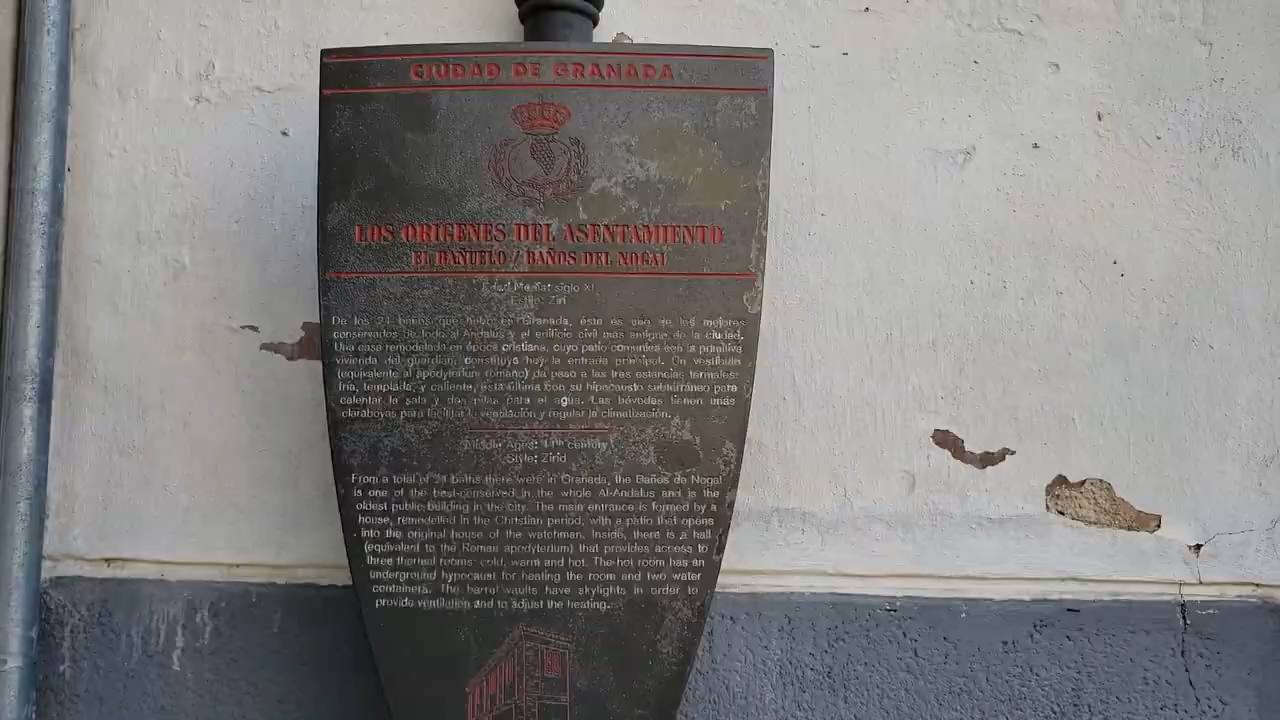 CIUDAD DE GRANADA
LOS ORÍGENES DEL ASENTAMIENTO
EL BAÑUELO / BAÑOS DEL NOGAL
Edad Media: siglo XI
Estilo: Zirí
De los 21 baños que hubo en Granada, éste es uno de los mejores
conservados de todo al Andalus y el edificio civil más antiguo de la ciudad.
Una casa remodelada en época cristiana, cuyo patio comunica con la primitiva
vivienda del guardián, constituye hoy la entrada principal. Un vestíbulo
(equivalente al apodyterium romano) da paso a las tres estancias termales:
fría, templada, y caliente, ésta última con su hipocausto subterráneo para
calentar la sala y dos pilas para el agua. Las bóvedas tienen unas
claraboyas para facilitar la ventilación y regular la climatización.
Middle Ages: 11th century
Style: Zirid
From a total of 21 baths there were in Granada, the Baños de Nogal
is one of the best-conserved in the whole Al-Andalus and is the
oldest public building in the city. The main entrance is formed by a
house, remodelled in the Christian period, with a patio that opens
into the original house of the watchman. Inside, there is a hall
(equivalent to the Roman apodyterium) that provides access to
three thermal rooms: cold, warm and hot. The hot room has an
underground hypocaust for heating the room and two water
containers. The barrel vaults have skylights in order to
provide ventilation and to adjust the heating.